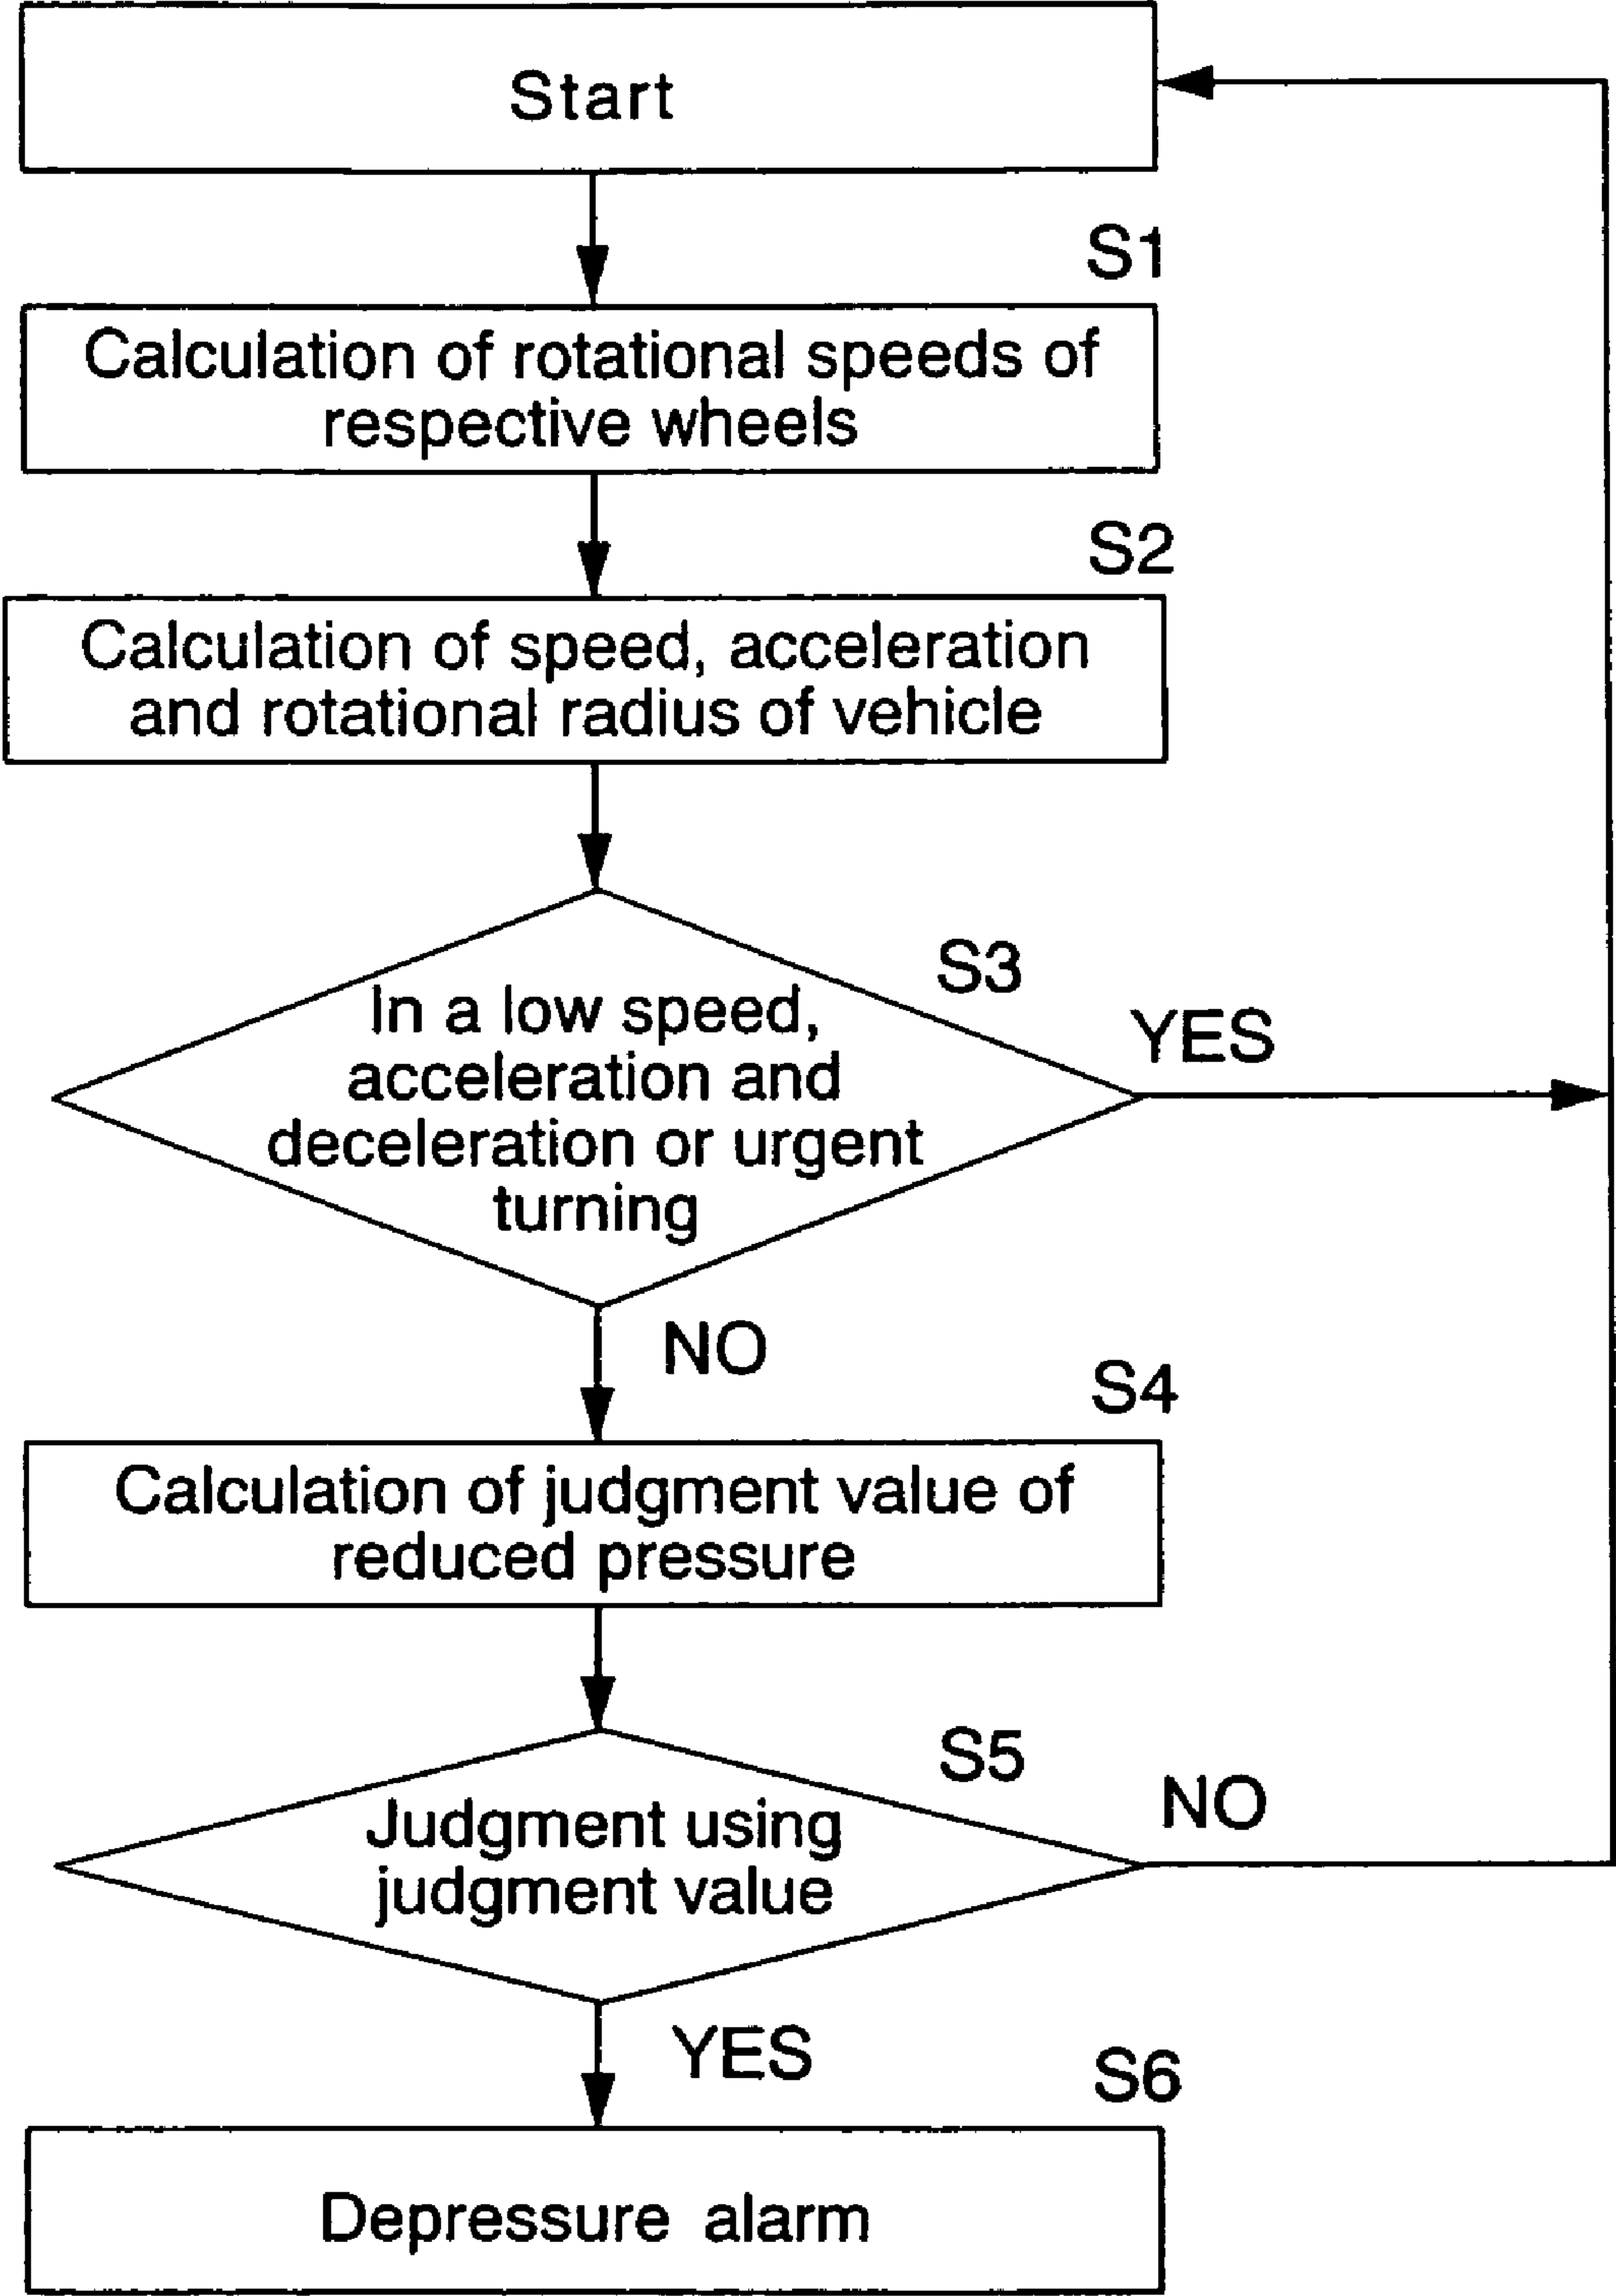 Start
S1
Calculation of rotational speeds of
respective wheels
S2
Calculation of speed, acceleration
and rotational radius of vehicle
S3
In a low speed,
acceleration and
deceleration or urgent
turning
YES
NO
S4
Calculation of judgment value of
reduced pressure
S5
Judgment using
judgment value
NO
YES
S6
Depressure alarm